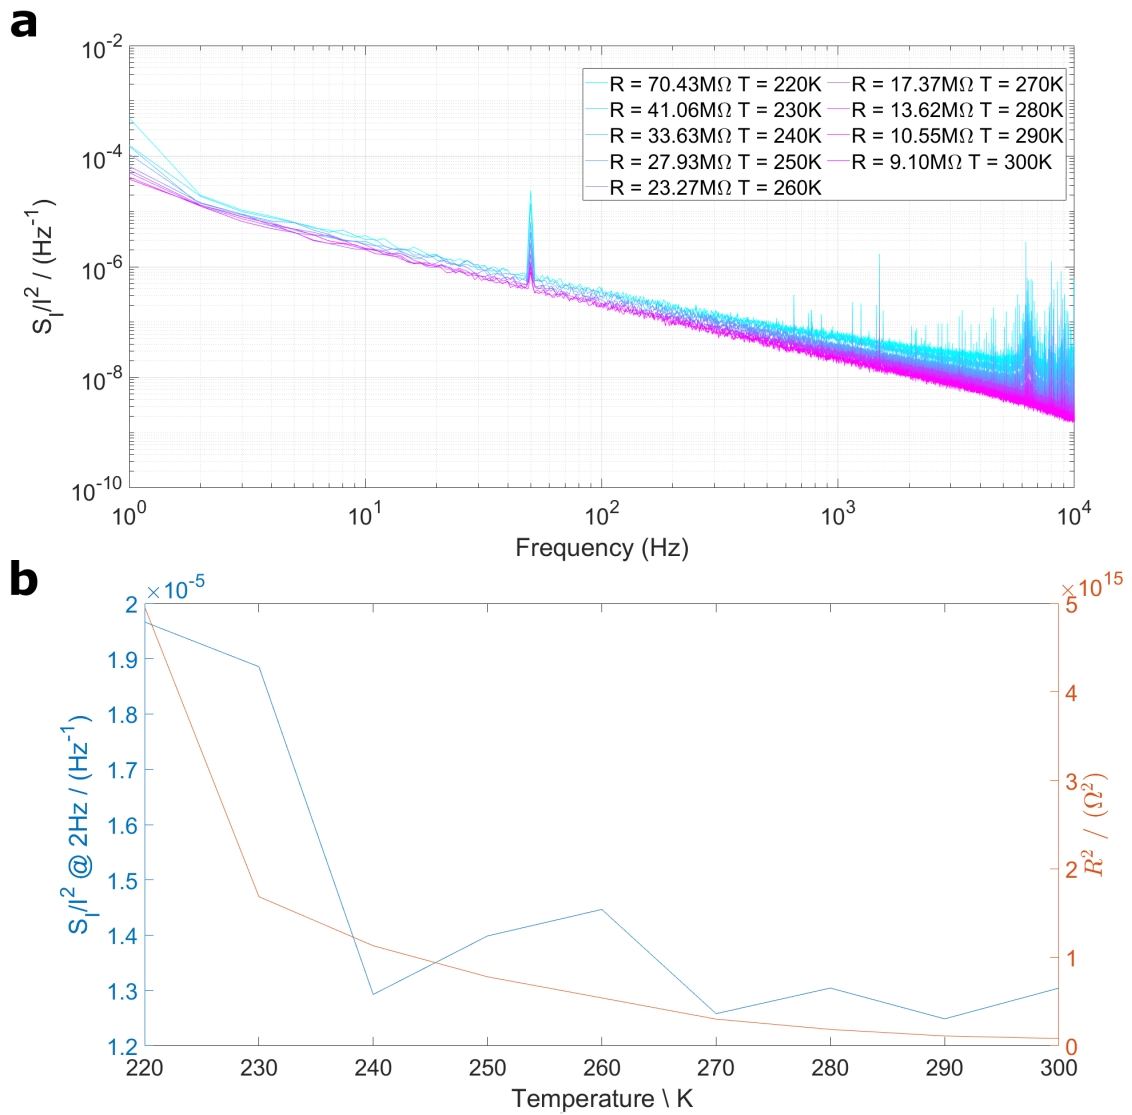 a
10^-2
10^-4
10^-6
10^-8
10^-10
S_I/I^2 / (Hz^-1)
R = 70.43MΩ T = 220K
R = 41.06MΩ T = 230K
R = 33.63MΩ T = 240K
R = 27.93MΩ T = 250K
R = 23.27MΩ T = 260K
R = 17.37MΩ T = 270K
R = 13.62MΩ T = 280K
R = 10.55MΩ T = 290K
R = 9.10MΩ T = 300K
10^0 10^1 10^2 10^3 10^4
Frequency (Hz)
b
×10^-5
2
1.9
1.8
1.7
1.6
1.5
1.4
1.3
1.2
S_I/I^2 @ 2Hz / (Hz^-1)
×10^15
5
4
3
2
1
0
R^2 / (Ω^2)
220 230 240 250 260 270 280 290 300
Temperature \ K